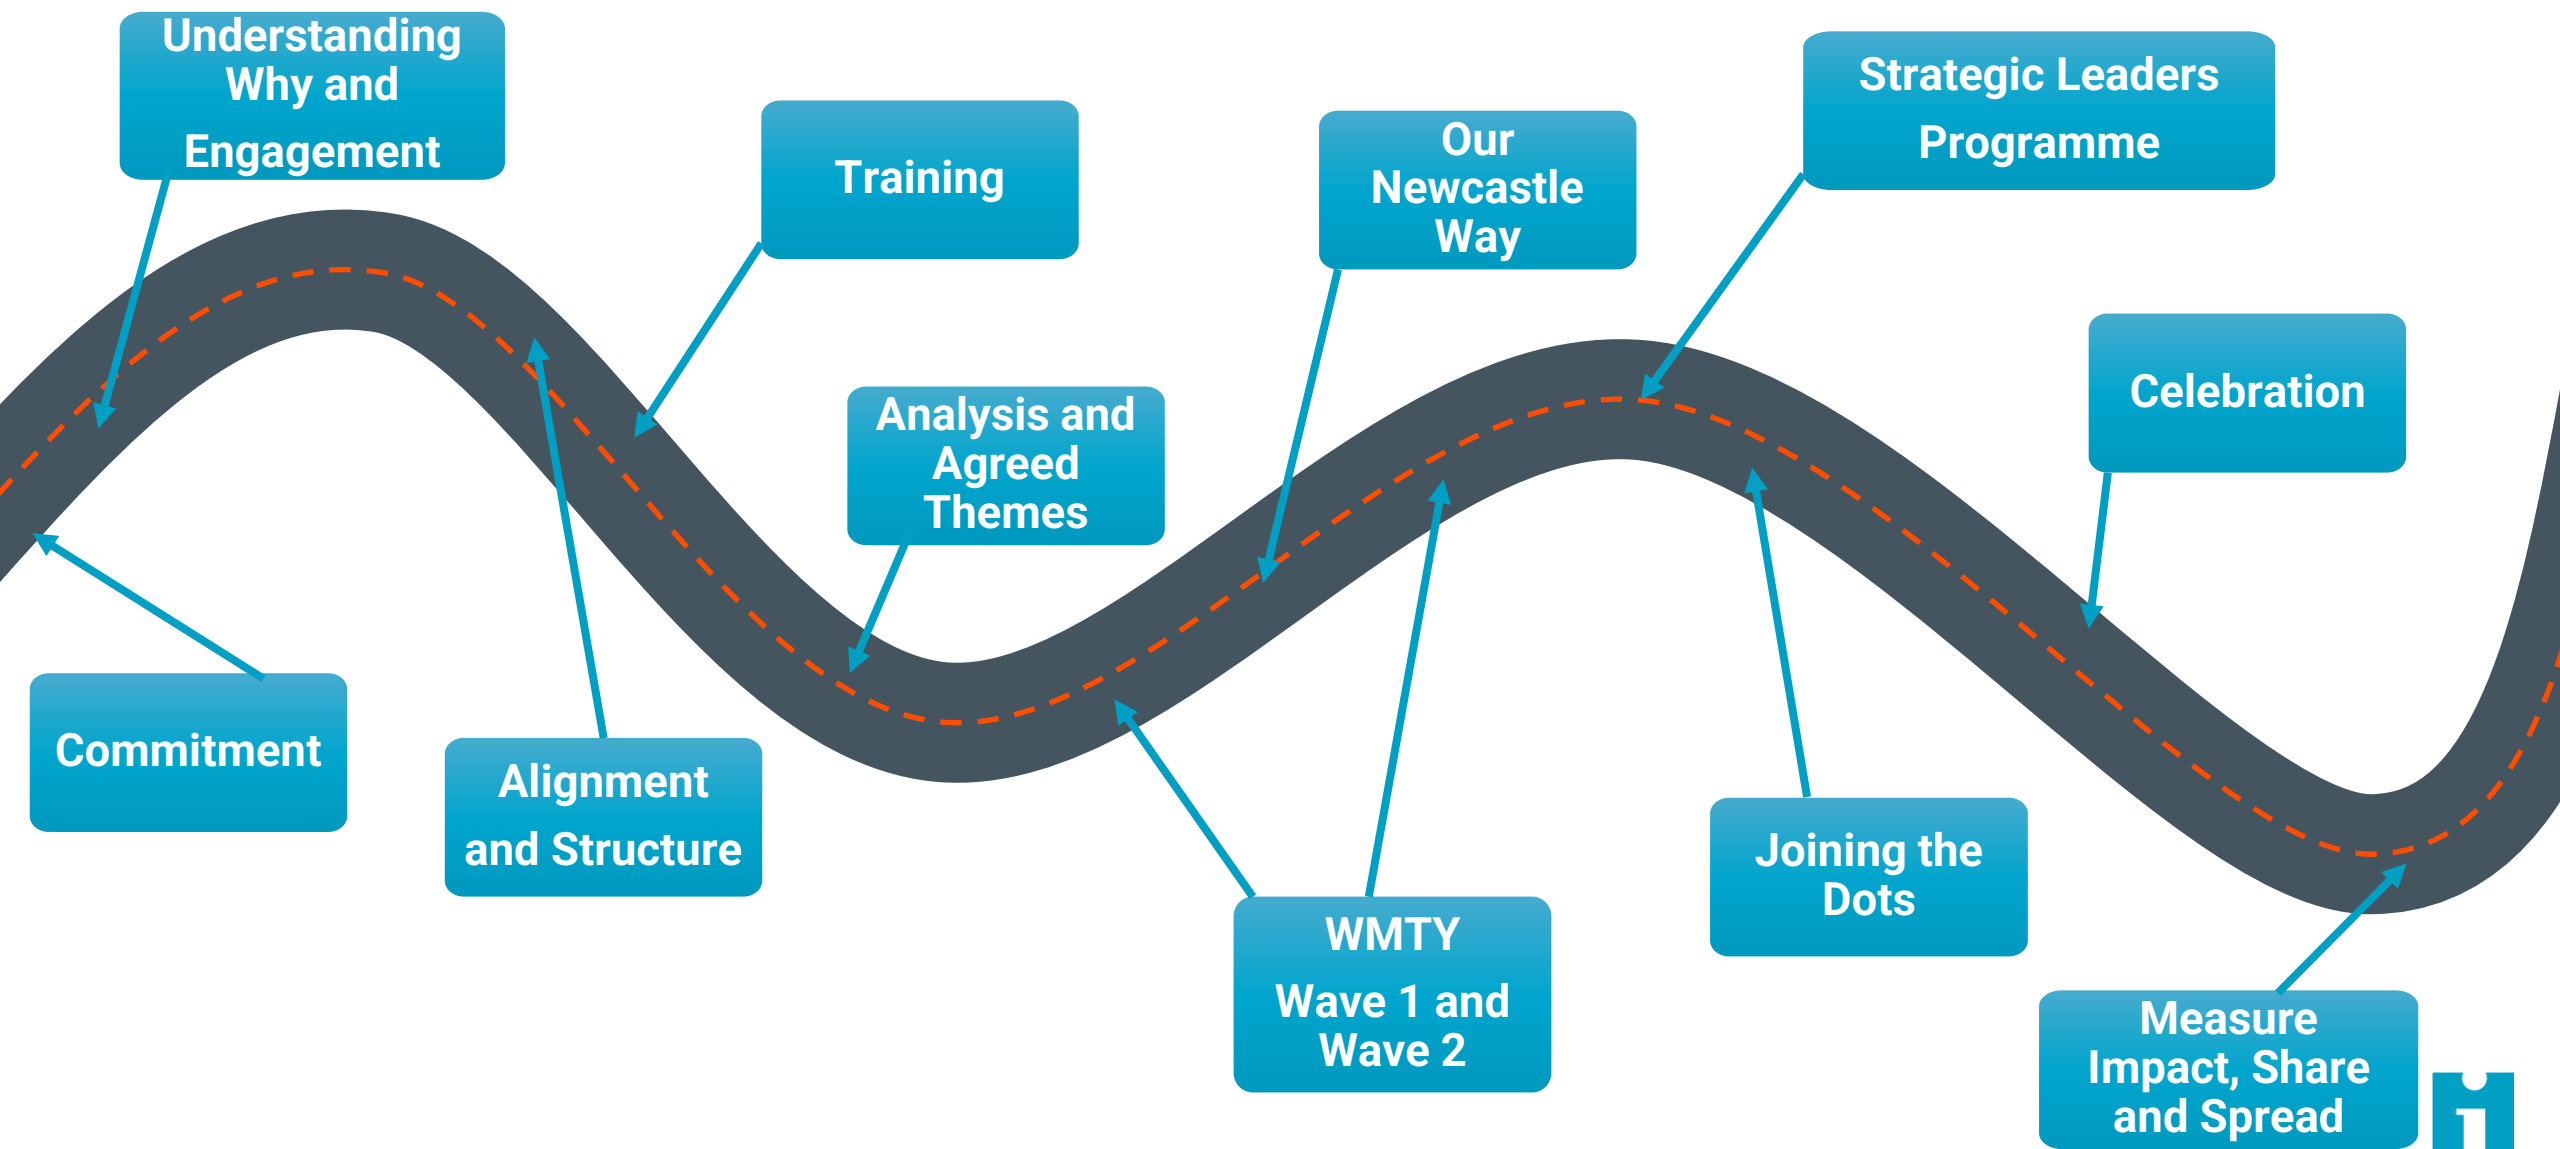 Understanding
Why and
Engagement
Training
Our
Newcastle
Way
Strategic Leaders
Programme
Analysis and
Agreed
Themes
Celebration
Commitment
Alignment
and Structure
WMTY
Wave 1 and
Wave 2
Joining the
Dots
Measure
Impact, Share
and Spread